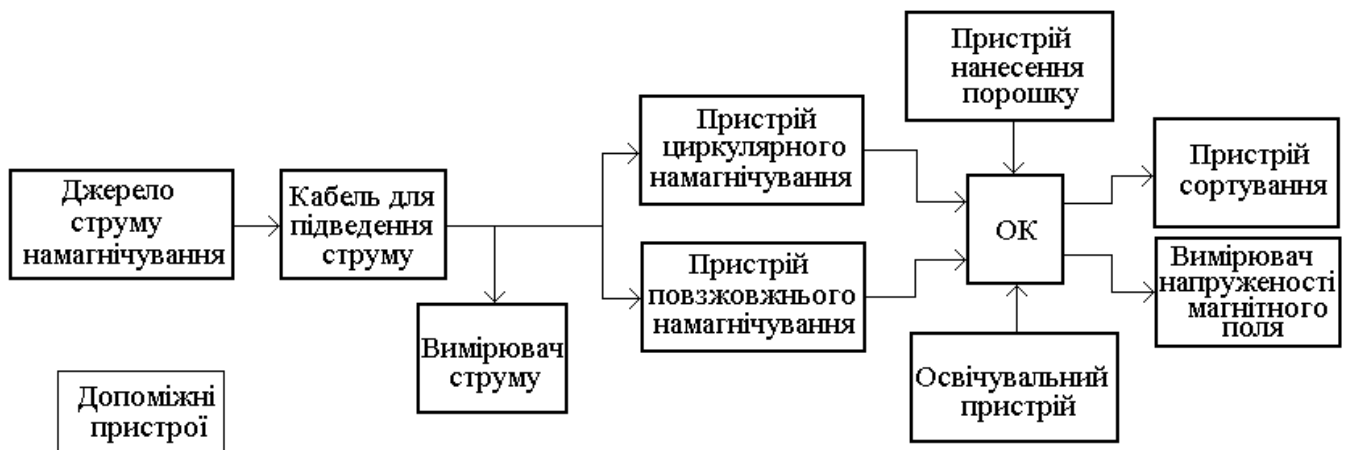 Джерело
струму
намагнічування
Кабель для
підведення
струму
Вимірювач
струму
Пристрій
циркулярного
намагнічування
Пристрій
повзжовжнього
намагнічування
Пристрій
нанесення
порошку
ОК
Освічувальний
пристрій
Пристрій
сортування
Вимірювач
напруженості
магнітного
поля
Допоміжні
пристрої